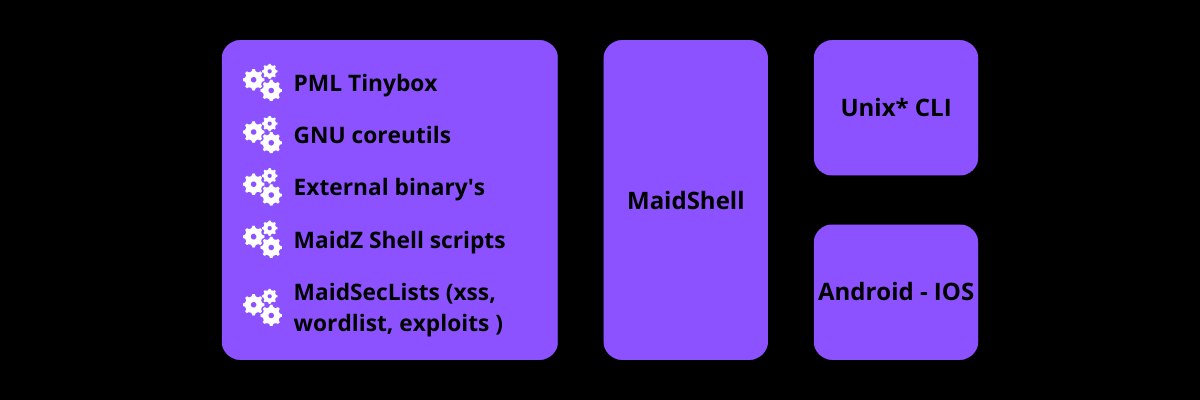 PML Tinybox
GNU coreutils
External binary's
MaidZ Shell scripts
MaidSecLists (xss,
wordlist, exploits )
MaidShell
Unix* CLI
Android - IOS